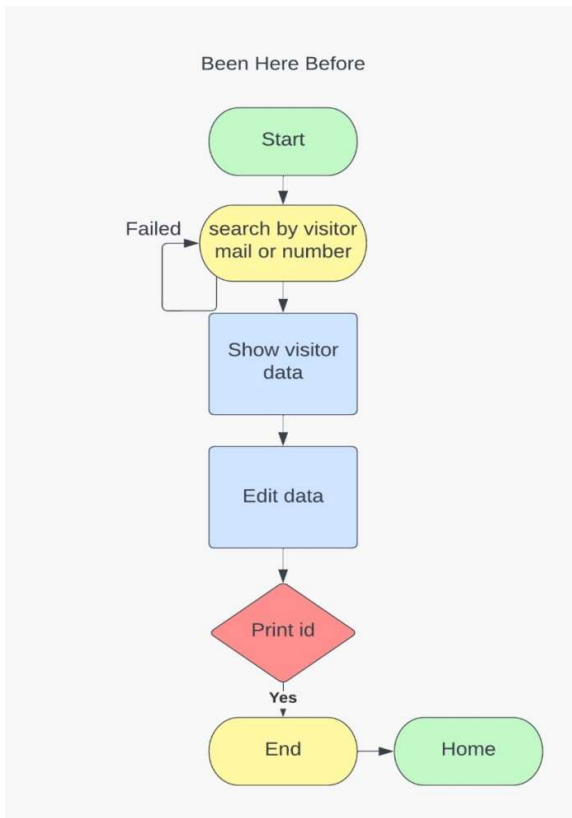 Been Here Before
Start
Failed
search by visitor
mail or number
Show visitor
data
Edit data
Print id
Yes
End
Home